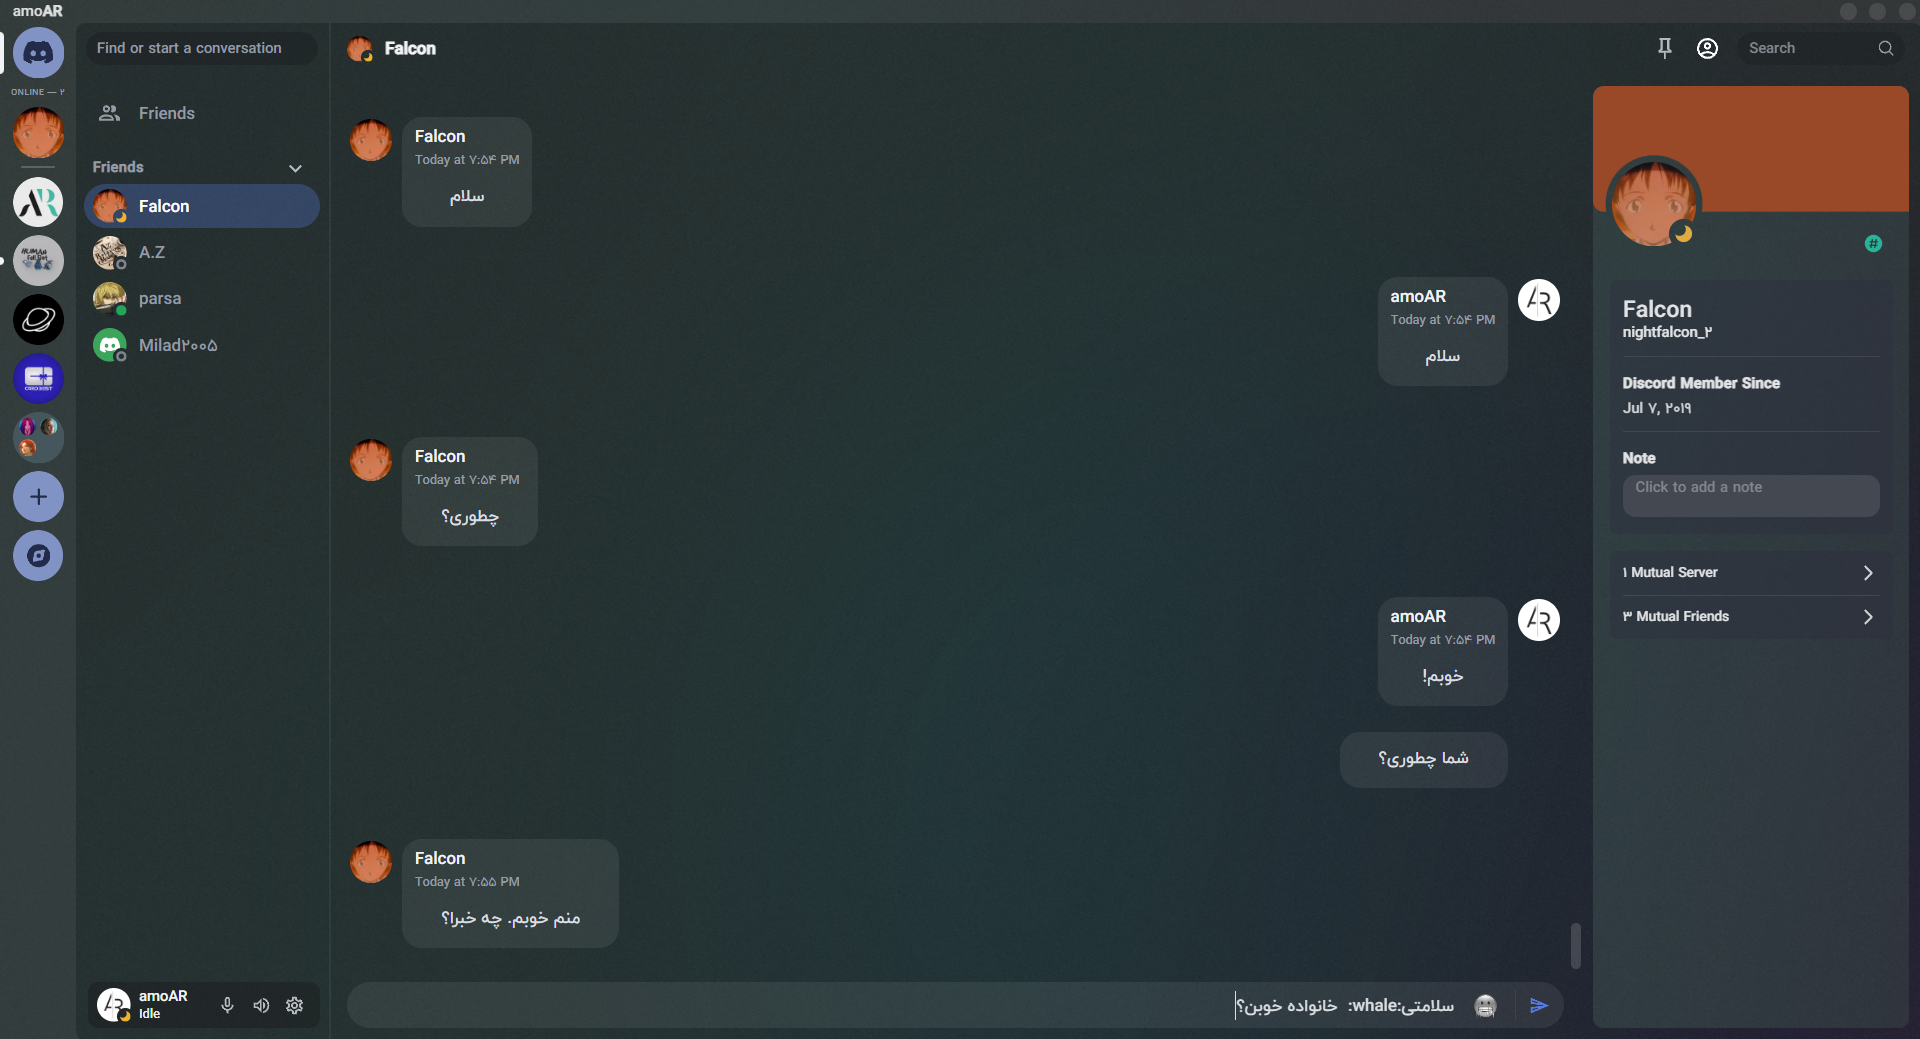 amoAR
ONLINE — ۲
Find or start a conversation
Friends
Friends
Falcon
A.Z
parsa
Milad۲۰۰۵
amoAR
Idle
Falcon
Search
Falcon
Today at ۷:۵۴ PM
سلام
amoAR
Today at ۷:۵۴ PM
سلام
Falcon
Today at ۷:۵۴ PM
چطوری؟
amoAR
Today at ۷:۵۴ PM
خوبم!
شما چطوری؟
Falcon
Today at ۷:۵۵ PM
منم خوبم. چه خبرا؟
سلامتی:whale: خانواده خوبن؟
Falcon
nightfalcon_۲
Discord Member Since
Jul ۷, ۲۰۱۹
Note
Click to add a note
۱ Mutual Server
۳ Mutual Friends